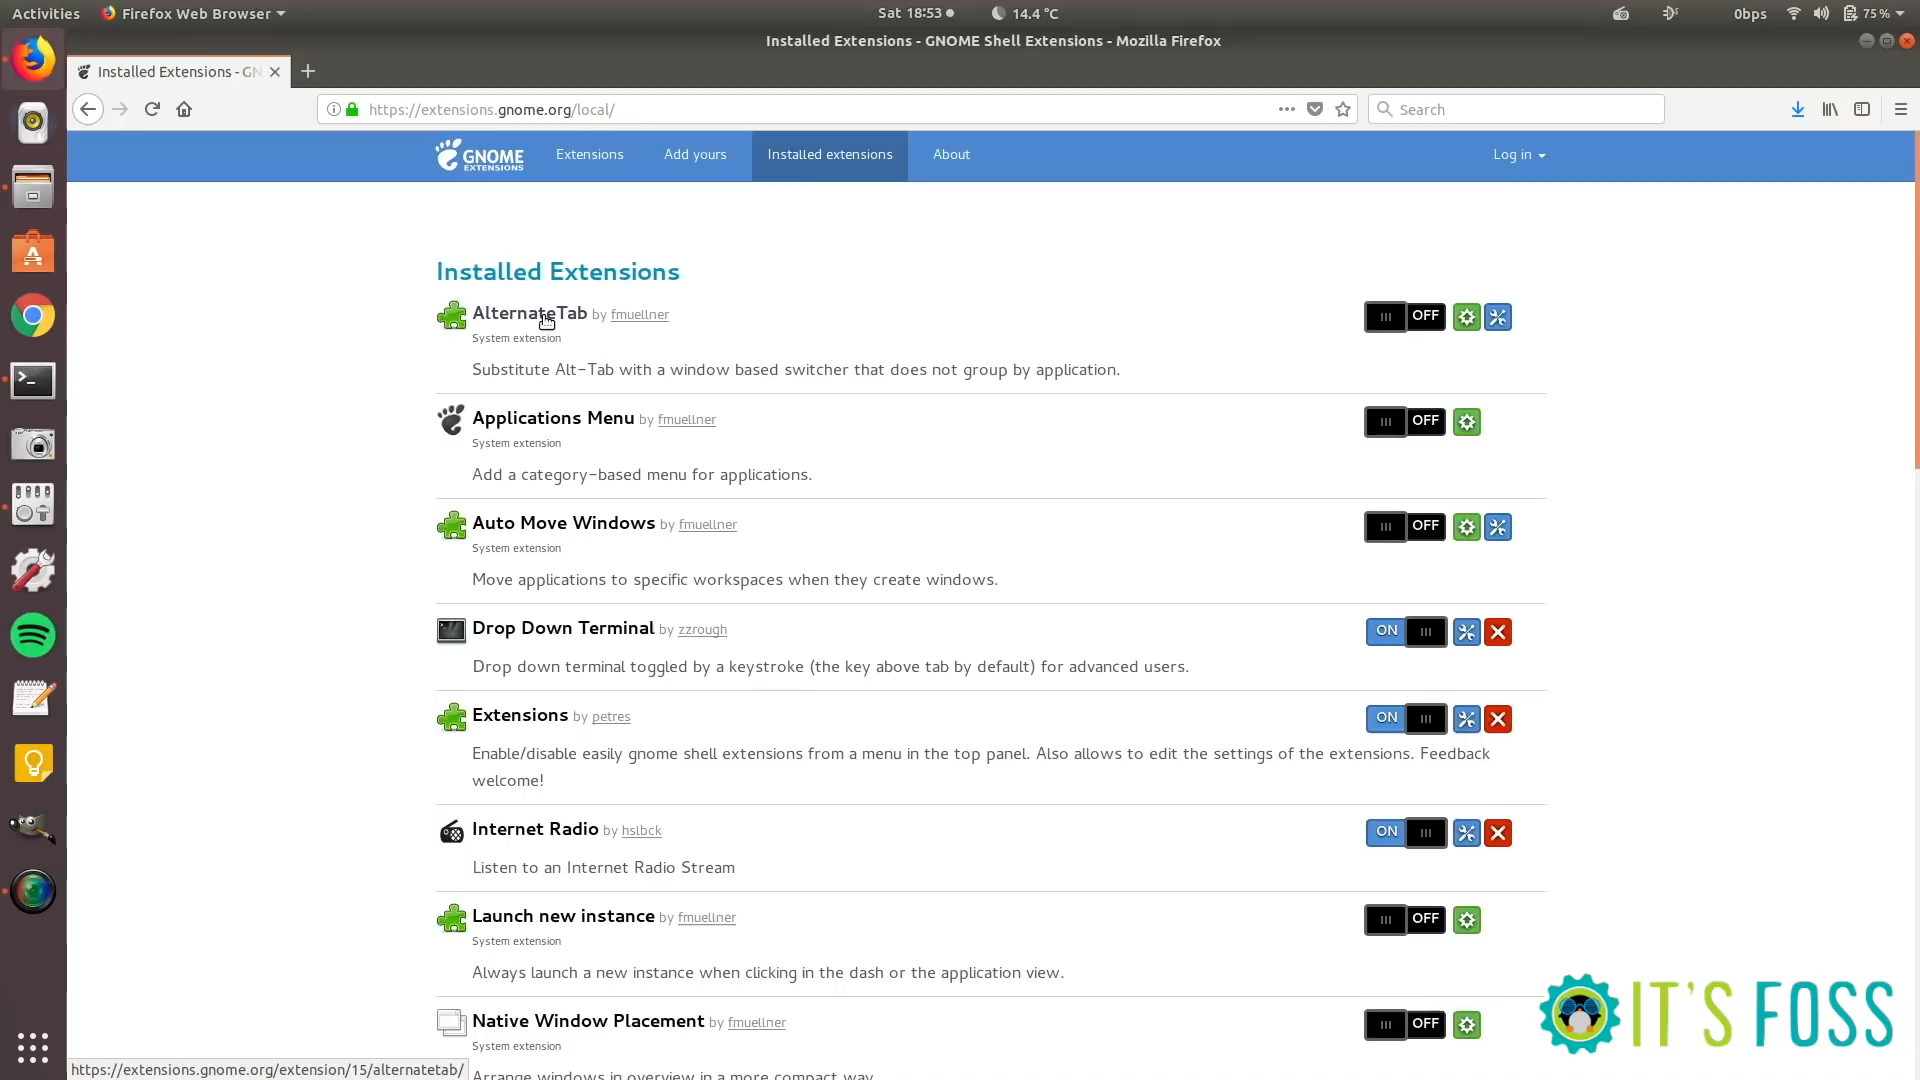 Activities
Firefox Web Browser
Sat 18:53
14.4 °C
0bps
75 %
Installed Extensions - GNOME Shell Extensions - Mozilla Firefox
Installed Extensions - GN
https://extensions.gnome.org/local/
Search
GNOME
EXTENSIONS
Extensions
Add yours
Installed extensions
About
Log in
Installed Extensions
AlternateTab by fmuellner
OFF
System extension
Substitute Alt-Tab with a window based switcher that does not group by application.
Applications Menu by fmuellner
OFF
System extension
Add a category-based menu for applications.
Auto Move Windows by fmuellner
OFF
System extension
Move applications to specific workspaces when they create windows.
Drop Down Terminal by zzrough
ON
Drop down terminal toggled by a keystroke (the key above tab by default) for advanced users.
Extensions by petres
ON
Enable/disable easily gnome shell extensions from a menu in the top panel. Also allows to edit the settings of the extensions. Feedback
welcome!
Internet Radio by hslbck
ON
Listen to an Internet Radio Stream
Launch new instance by fmuellner
OFF
System extension
Always launch a new instance when clicking in the dash or the application view.
Native Window Placement by fmuellner
OFF
System extension
Arrange windows in overview in a more compact way.
IT'S FOSS
https://extensions.gnome.org/extension/15/alternatetab/